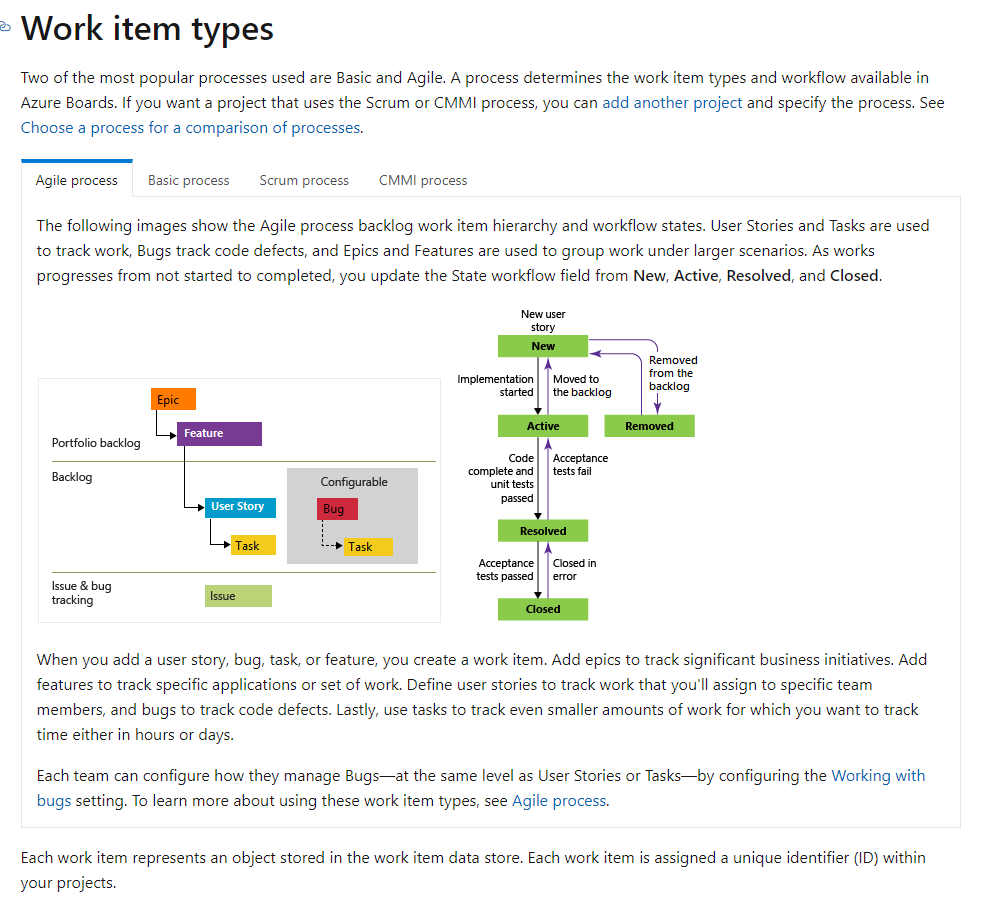 Work item types
Two of the most popular processes used are Basic and Agile. A process determines the work item types and workflow available in
Azure Boards. If you want a project that uses the Scrum or CMMI process, you can add another project and specify the process. See
Choose a process for a comparison of processes.
Agile process
Basic process
Scrum process
CMMI process
The following images show the Agile process backlog work item hierarchy and workflow states. User Stories and Tasks are used
to track work, Bugs track code defects, and Epics and Features are used to group work under larger scenarios. As works
progresses from not started to completed, you update the State workflow field from New, Active, Resolved, and Closed.
Epic
Feature
Portfolio backlog
Backlog
User Story
Task
Configurable
Bug
Task
Issue & bug
tracking
Issue
New user
story
New
Implementation
started
Moved to
the backlog
Removed
from the
backlog
Active
Removed
Code
complete and
unit tests
passed
Acceptance
tests fail
Resolved
Acceptance
tests passed
Closed in
error
Closed
When you add a user story, bug, task, or feature, you create a work item. Add epics to track significant business initiatives. Add
features to track specific applications or set of work. Define user stories to track work that you'll assign to specific team
members, and bugs to track code defects. Lastly, use tasks to track even smaller amounts of work for which you want to track
time either in hours or days.
Each team can configure how they manage Bugs—at the same level as User Stories or Tasks—by configuring the Working with
bugs setting. To learn more about using these work item types, see Agile process.
Each work item represents an object stored in the work item data store. Each work item is assigned a unique identifier (ID) within
your projects.